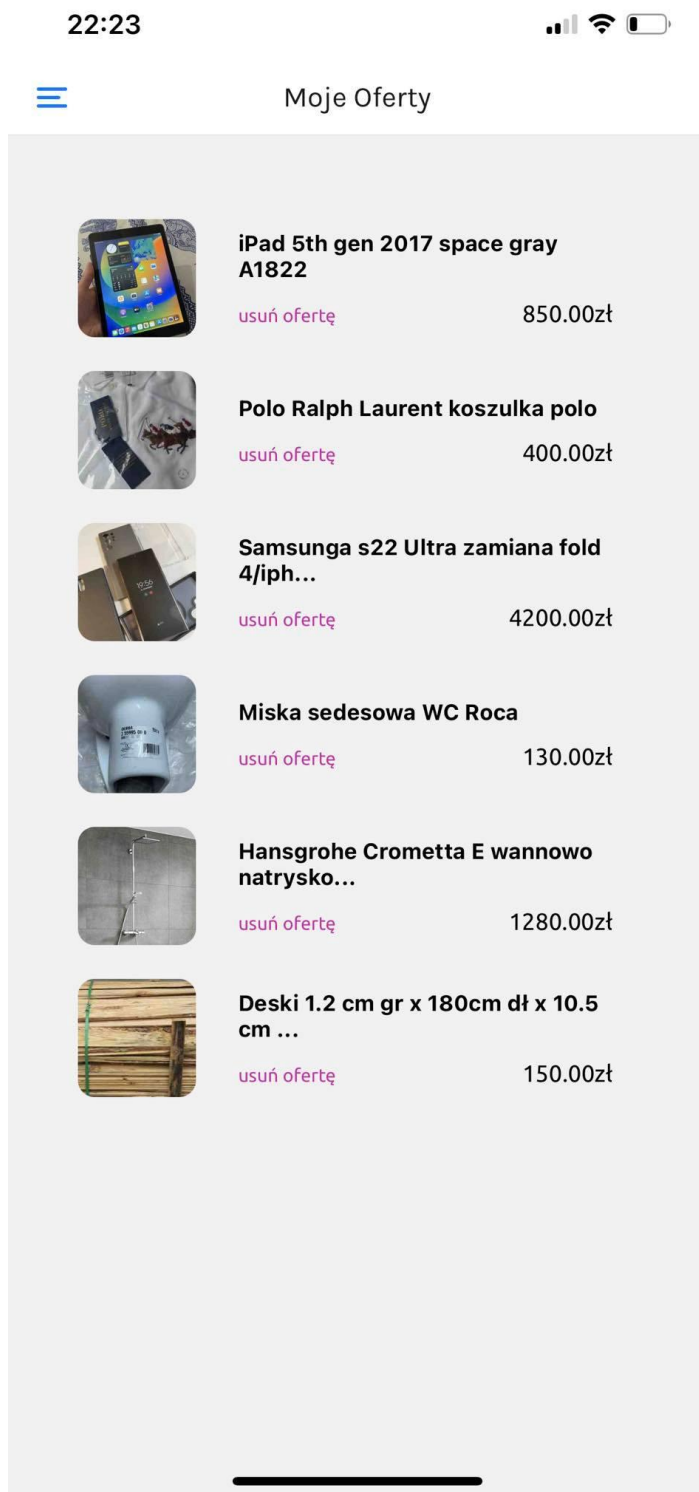 22:23
Moje Oferty
iPad 5th gen 2017 space gray
A1822
usuń ofertę 850.00zł
Polo Ralph Laurent koszulka polo
usuń ofertę 400.00zł
Samsunga s22 Ultra zamiana fold
4/iph...
19:56
usuń ofertę 4200.00zł
Miska sedesowa WC Roca
usuń ofertę 130.00zł
Hansgrohe Crometta E wannowo
natrysko...
usuń ofertę 1280.00zł
Deski 1.2 cm gr x 180cm dł x 10.5
cm ...
usuń ofertę 150.00zł